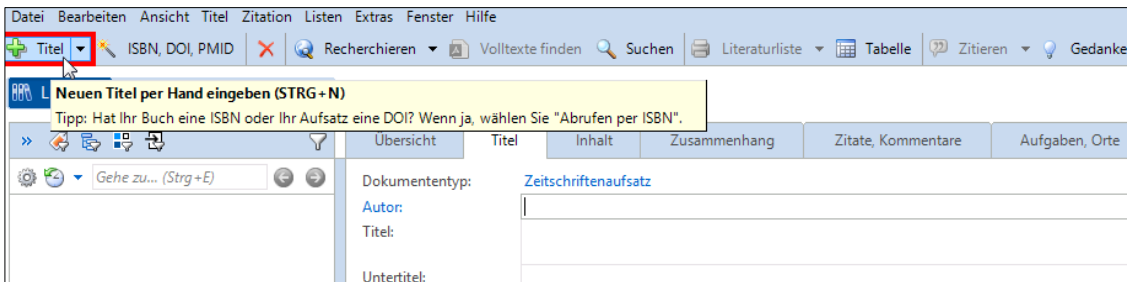 Datei Bearbeiten Ansicht Titel Zitation Listen Extras Fenster Hilfe
Titel ISBN, DOI, PMID Recherchieren Volltexte finden Suchen Literaturliste Tabelle Zitieren Gedanke
L Neuen Titel per Hand eingeben (STRG+N)
Tipp: Hat Ihr Buch eine ISBN oder Ihr Aufsatz eine DOI? Wenn ja, wählen Sie "Abrufen per ISBN".
Übersicht Titel Inhalt Zusammenhang Zitate, Kommentare Aufgaben, Orte
Gehe zu... (Strg+E) Dokumententyp: Zeitschriftenaufsatz
Autor:
Titel:
Untertitel: